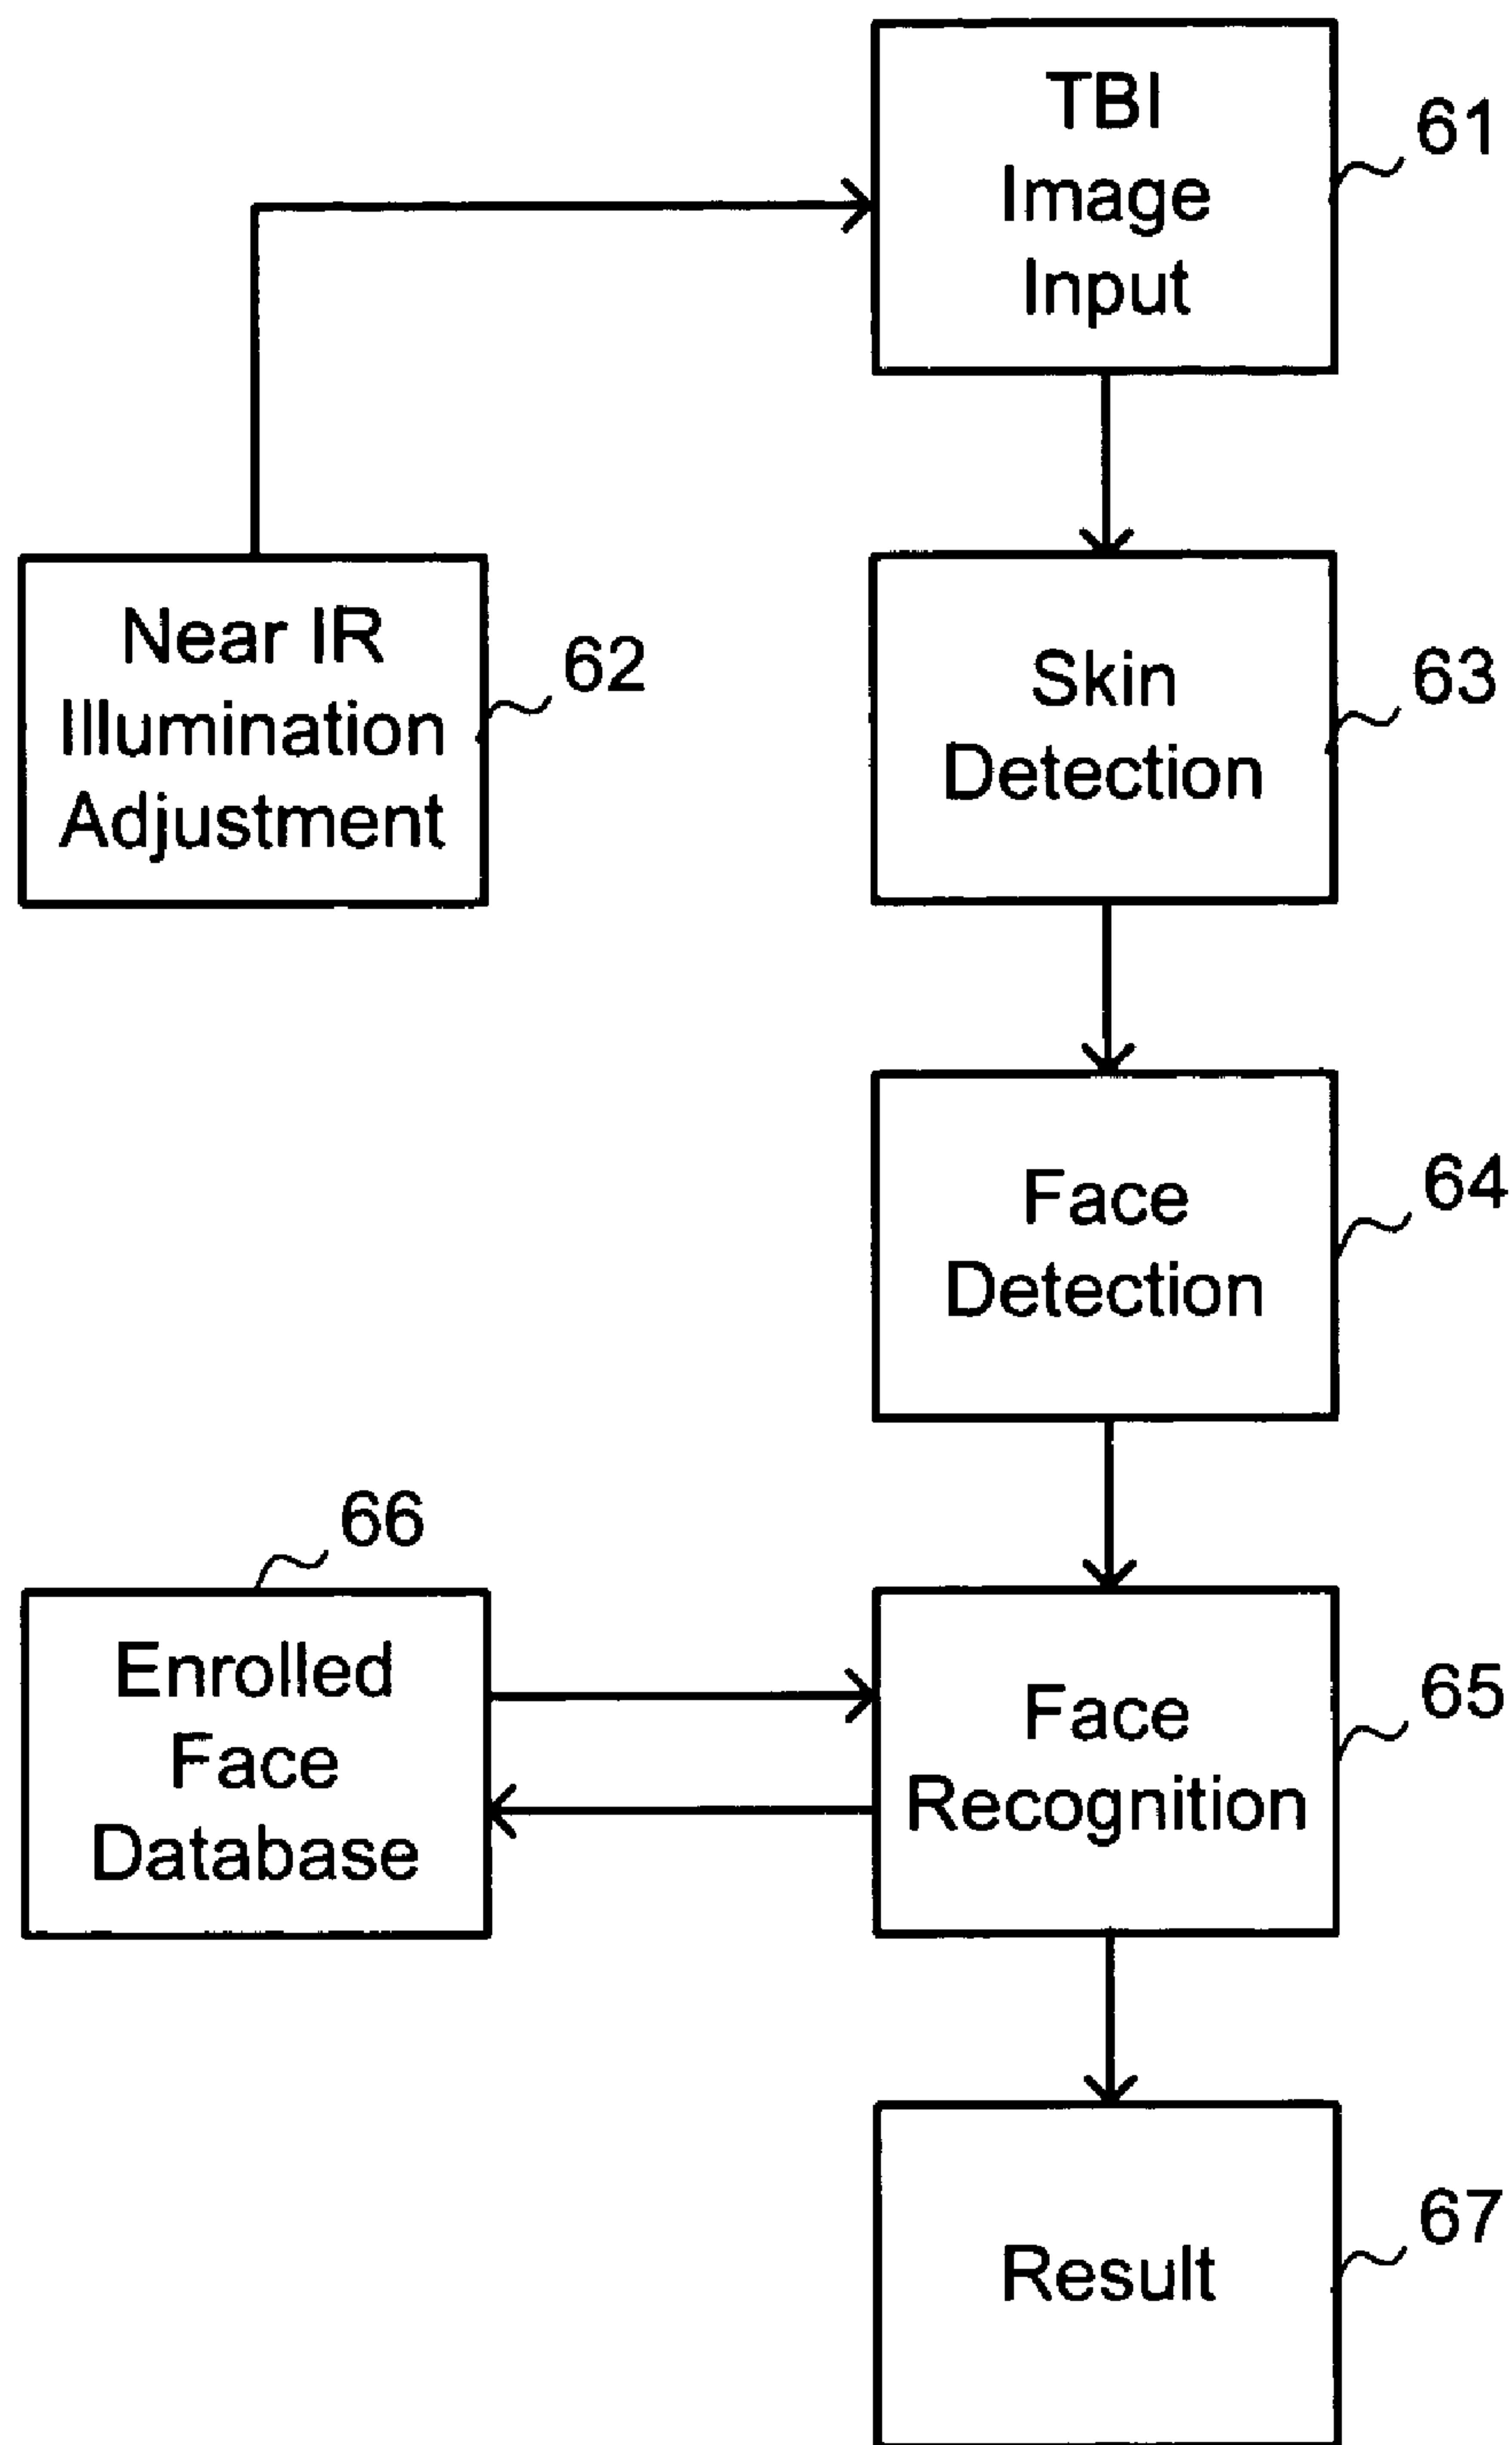 TBI
Image
Input
61
Near IR
Illumination
Adjustment
62
Skin
Detection
63
Face
Detection
64
66
Enrolled
Face
Database
Face
Recognition
65
Result
67